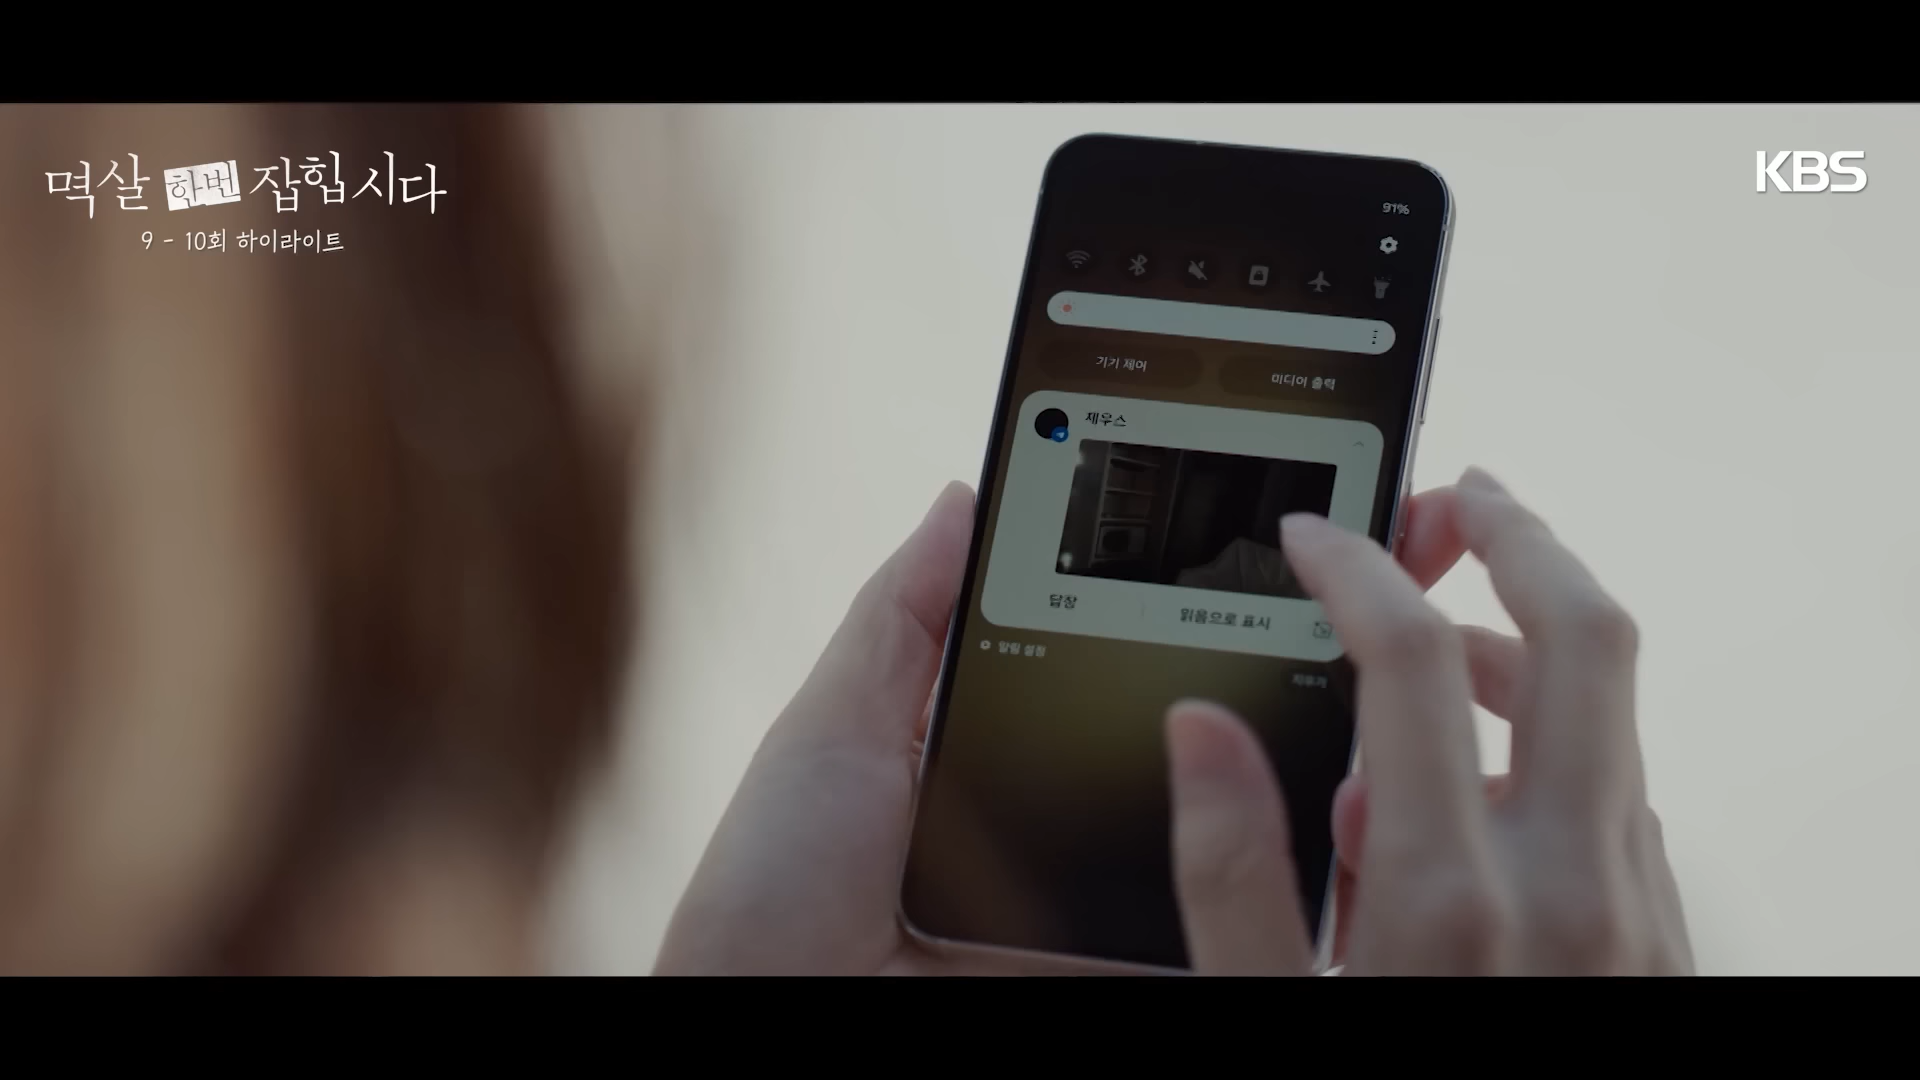 멱살 한번 잡힙시다
9 - 10회 하이라이트
KBS
91%
기기 제어
미디어 출력
제우스
답장
읽음으로 표시
알림 설정
지우기